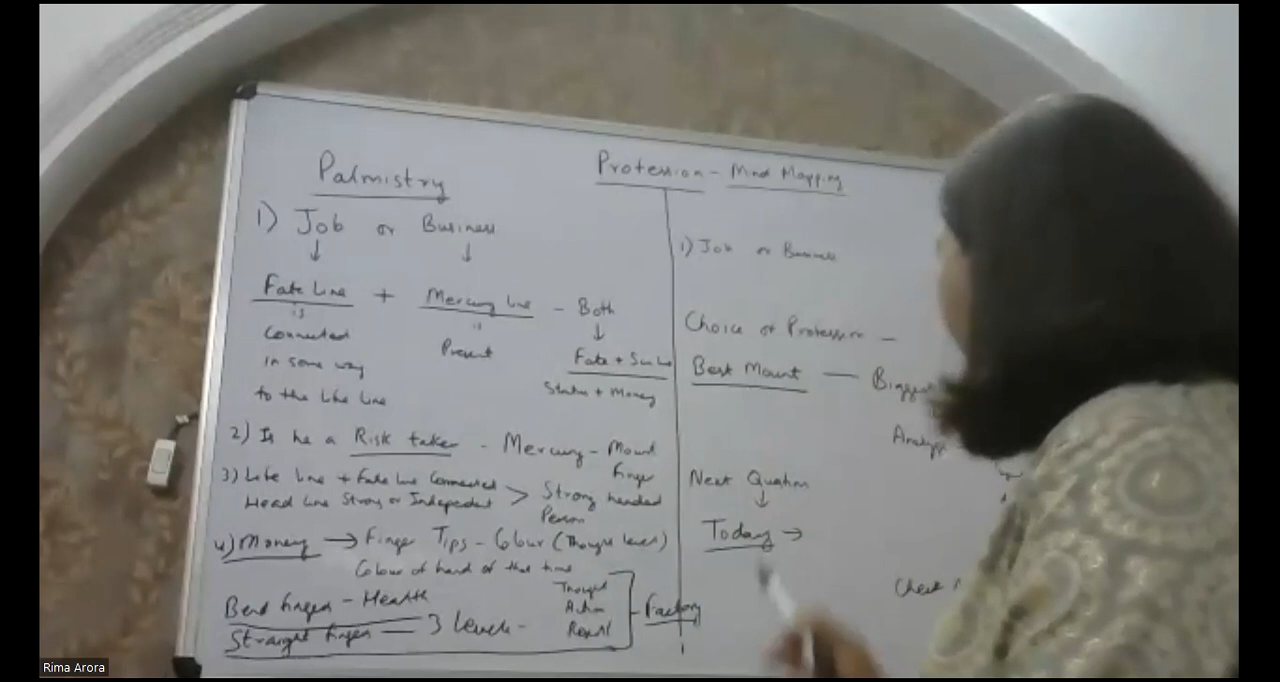 Palmistry
1) Job or Business
↓ ↓
Fate Line + Mercury line - Both
is is ↓
Connected Present Fate + Sun Line
in some way Status + Money
to the Life Line
2) Is he a Risk taker - Mercury - Mount
Finger
3) Life line + Fate Line Connected
Head Line Strong or Independent > Strong headed
Person
4) Money → Finger Tips - Colour (Thought level)
Colour of hand of that time
Bend fingers - Health
Straight fingers — 3 levels -
Thought
Action
Result
Factory
Profession - Mind Mapping
1) Job or Business
Choice of Profession -
Best Mount —
Next Question
↓
Today →
Check
Rima Arora